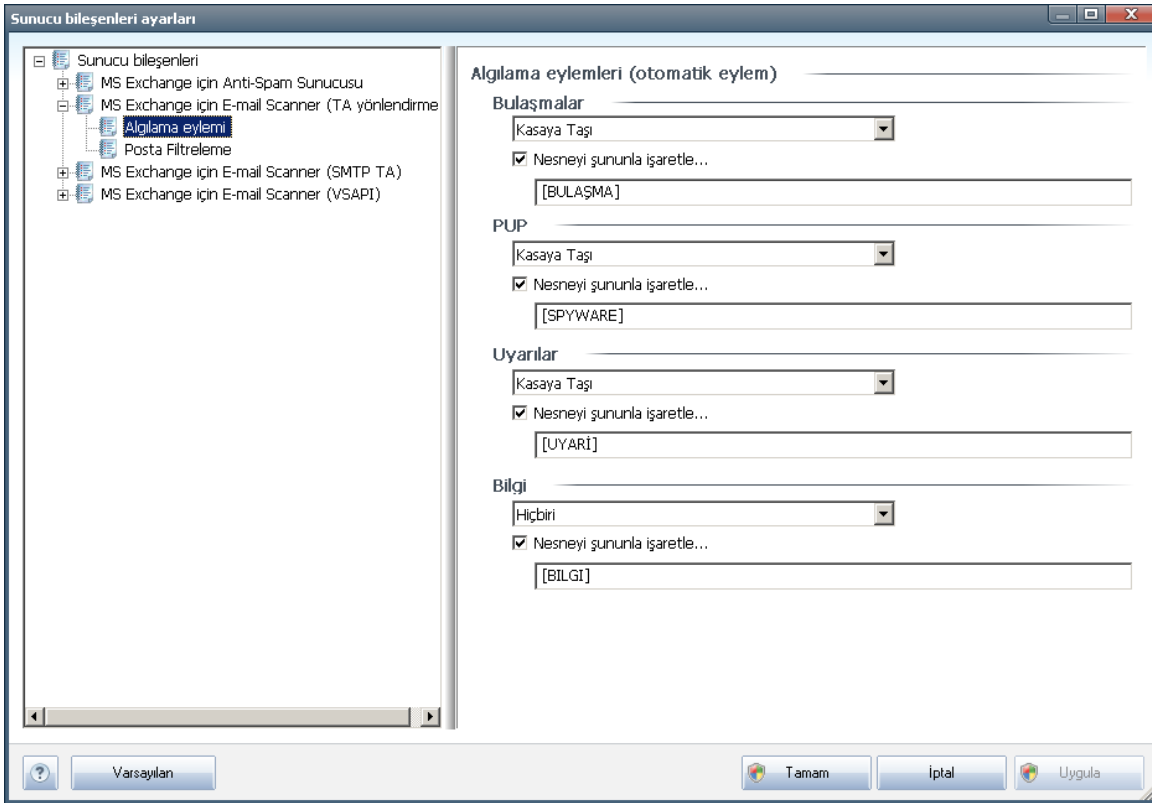 Sunucu bileşenleri ayarları
Sunucu bileşenleri
MS Exchange için Anti-Spam Sunucusu
MS Exchange için E-mail Scanner (TA yönlendirme
Algılama eylemi
Posta Filtreleme
MS Exchange için E-mail Scanner (SMTP TA)
MS Exchange için E-mail Scanner (VSAPI)
Algılama eylemleri (otomatik eylem)
Bulaşmalar
Kasaya Taşı
Nesneyi şununla işaretle...
[BULAŞMA]
PUP
Kasaya Taşı
Nesneyi şununla işaretle...
[SPYWARE]
Uyarılar
Kasaya Taşı
Nesneyi şununla işaretle...
[UYARİ]
Bilgi
Hiçbiri
Nesneyi şununla işaretle...
[BILGI]
Varsayılan
Tamam
İptal
Uygula